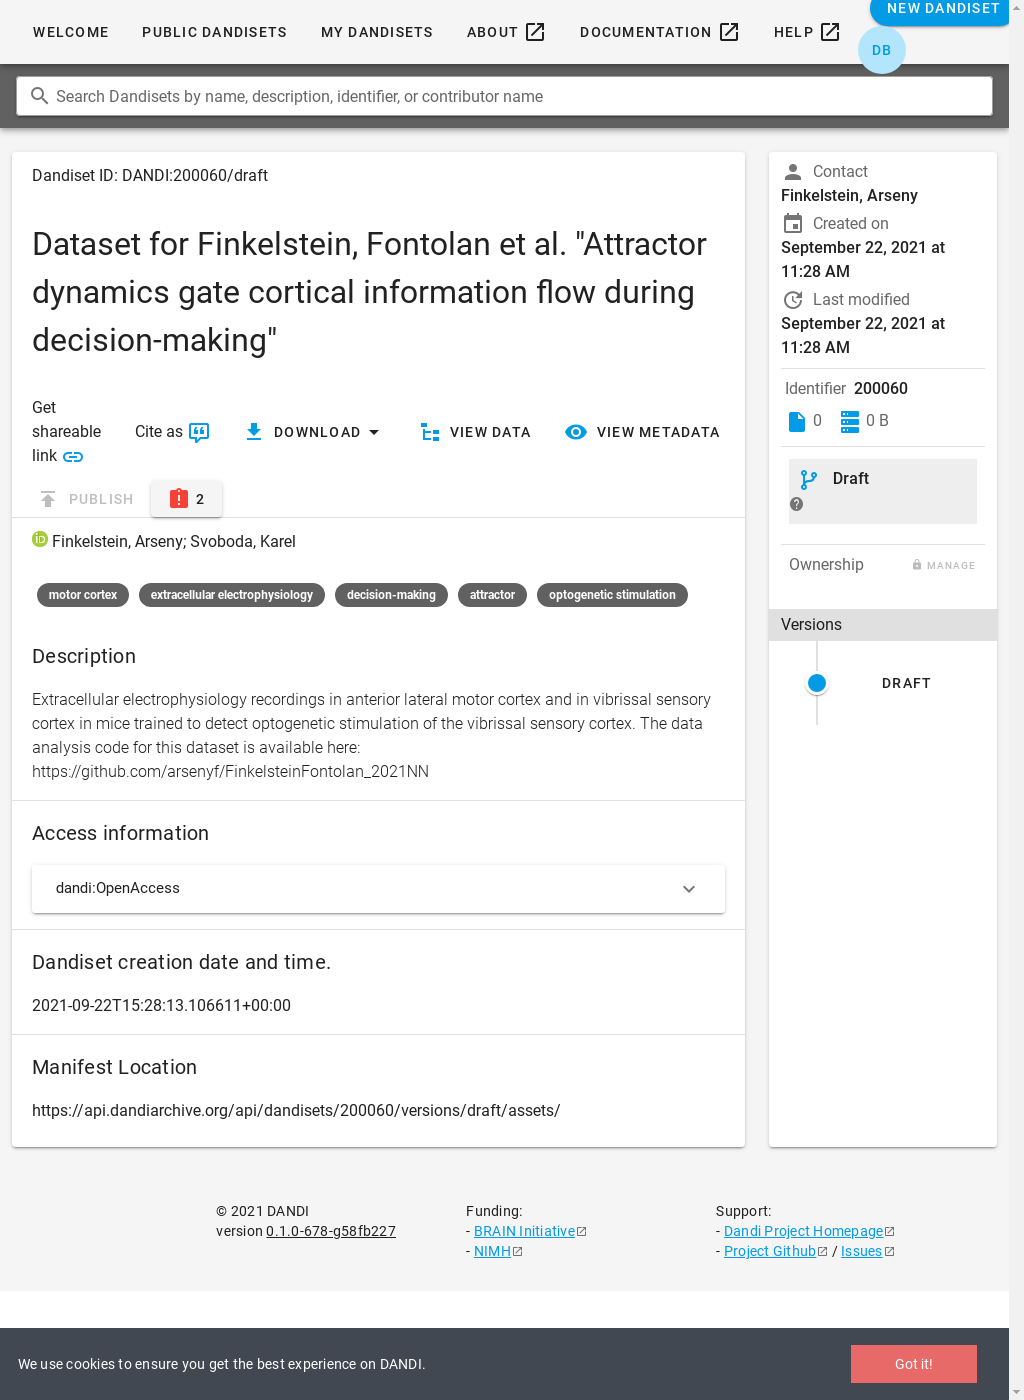 NEW DANDISET
WELCOME PUBLIC DANDISETS MY DANDISETS ABOUT DOCUMENTATION HELP
DB
Search Dandisets by name, description, identifier, or contributor name
Dandiset ID: DANDI:200060/draft
Dataset for Finkelstein, Fontolan et al. "Attractor
dynamics gate cortical information flow during
decision-making"
Get
shareable
link
Cite as
DOWNLOAD
VIEW DATA
VIEW METADATA
PUBLISH
2
iD Finkelstein, Arseny; Svoboda, Karel
motor cortex extracellular electrophysiology decision-making attractor optogenetic stimulation
Description
Extracellular electrophysiology recordings in anterior lateral motor cortex and in vibrissal sensory
cortex in mice trained to detect optogenetic stimulation of the vibrissal sensory cortex. The data
analysis code for this dataset is available here:
https://github.com/arsenyf/FinkelsteinFontolan_2021NN
Access information
dandi:OpenAccess
Dandiset creation date and time.
2021-09-22T15:28:13.106611+00:00
Manifest Location
https://api.dandiarchive.org/api/dandisets/200060/versions/draft/assets/
Contact
Finkelstein, Arseny
Created on
September 22, 2021 at
11:28 AM
Last modified
September 22, 2021 at
11:28 AM
Identifier 200060
0 0 B
Draft
Ownership MANAGE
Versions
DRAFT
© 2021 DANDI
version 0.1.0-678-g58fb227
Funding:
- BRAIN Initiative
- NIMH
Support:
- Dandi Project Homepage
- Project Github / Issues
We use cookies to ensure you get the best experience on DANDI.
Got it!